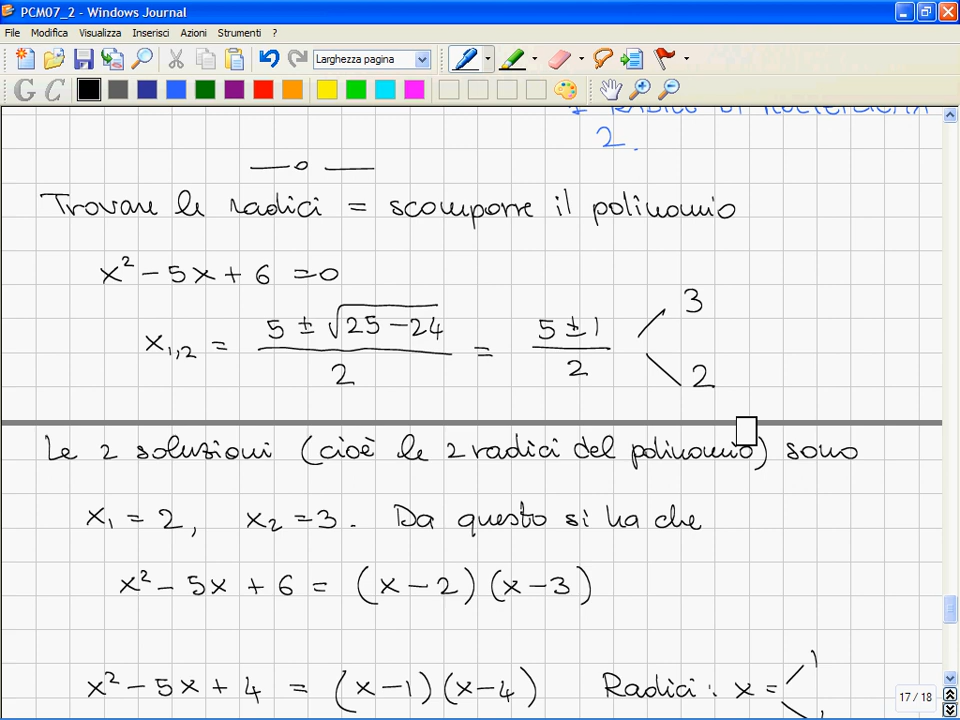 PCM07_2 - Windows Journal
File Modifica Visualizza Inserisci Azioni Strumenti ?
Larghezza pagina
G C
2.
—o—
Trovare le radici = scomporre il polinomio
x² - 5x + 6 = 0
x₁,₂ = (5 ± √(25 - 24))/2 = (5 ± 1)/2 3
2
Le 2 soluzioni (cioè le 2 radici del polinomio) sono
x₁ = 2, x₂ = 3. Da questo si ha che
x² - 5x + 6 = (x - 2)(x - 3)
x² - 5x + 4 = (x - 1)(x - 4) Radici: x = 1
17 / 18